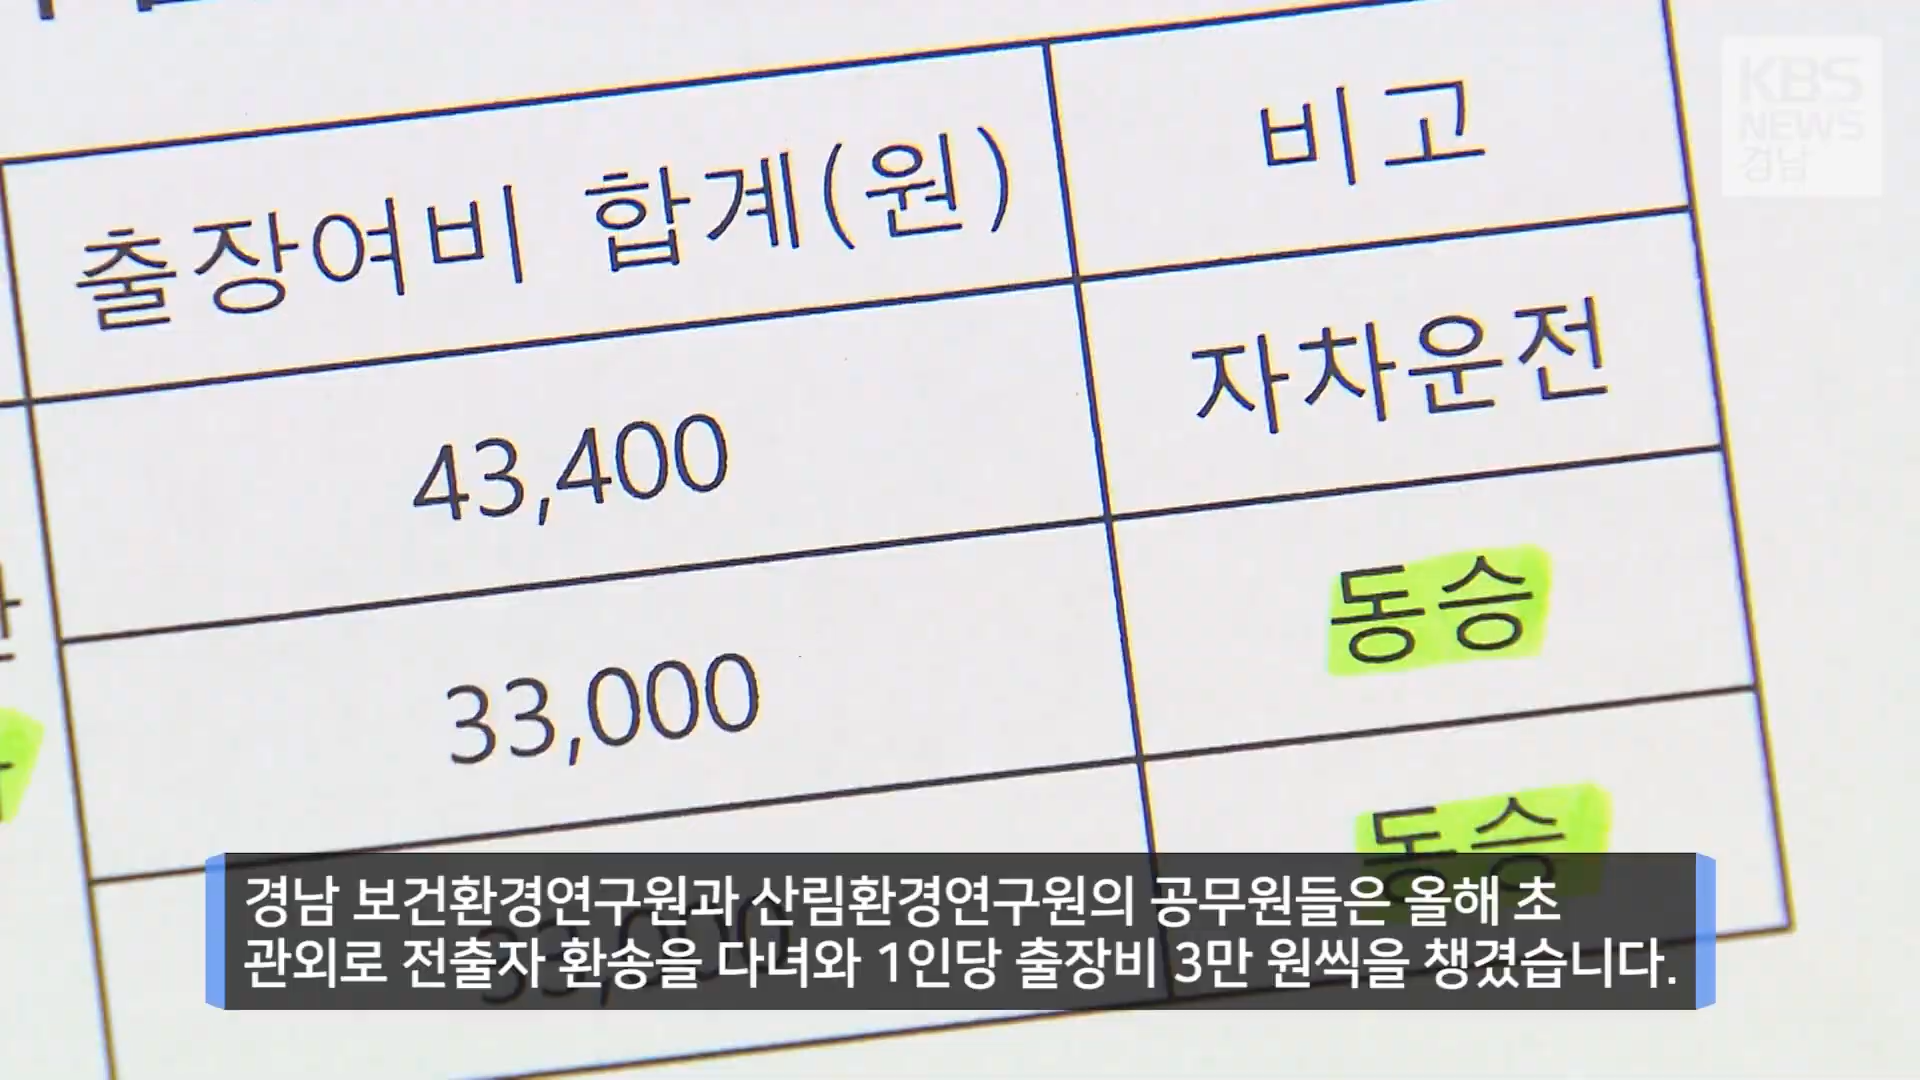 KBS
NEWS
경남
출장여비 합계(원) 비고
43,400 자차운전
33,000 동승
33,000 동승
경남 보건환경연구원과 산림환경연구원의 공무원들은 올해 초
관외로 전출자 환송을 다녀와 1인당 출장비 3만 원씩을 챙겼습니다.